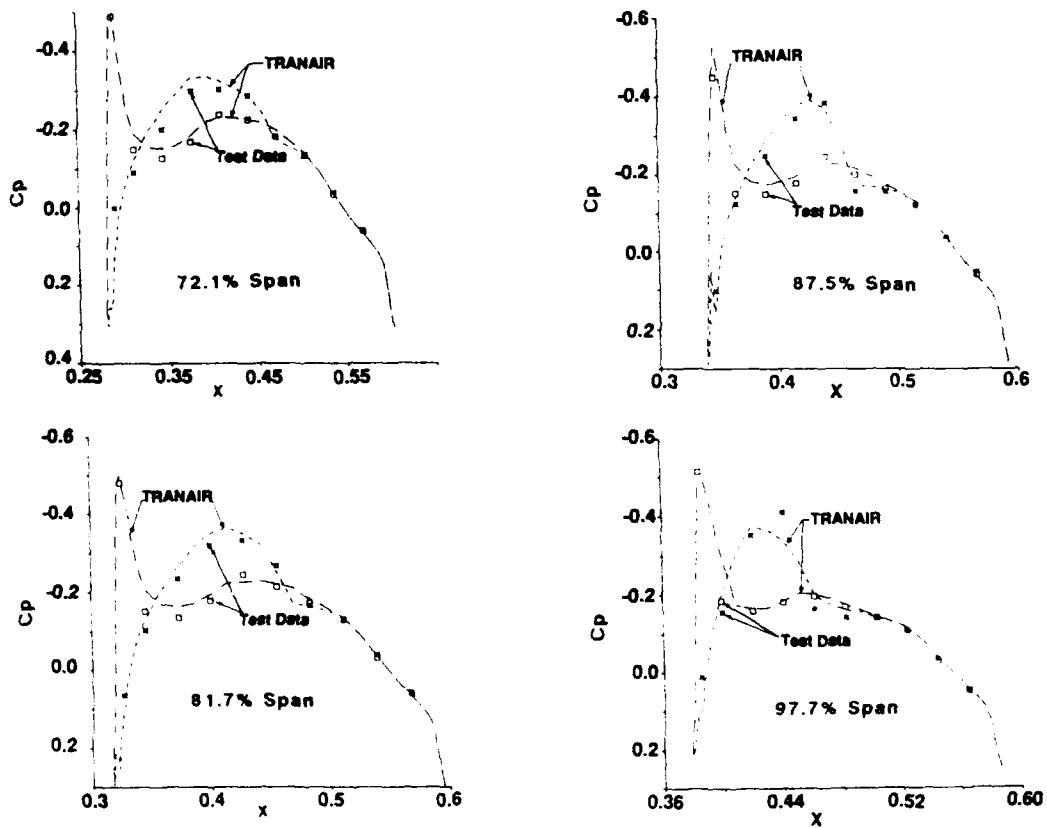 -0.4
-0.2
0.0
0.2
0.4
Cp
TRANAIR
Test Data
72.1% Span
0.25
0.35
0.45
0.55
X
-0.6
-0.4
-0.2
0.0
0.2
Cp
TRANAIR
Test Data
87.5% Span
0.3
0.4
0.5
0.6
X
-0.6
-0.4
-0.2
0.0
0.2
Cp
TRANAIR
Test Data
81.7% Span
0.3
0.4
0.6
X
-0.6
-0.4
-0.2
0.0
0.2
Cp
TRANAIR
Test Data
97.7% Span
0.36
0.44
0.52
0.60
X